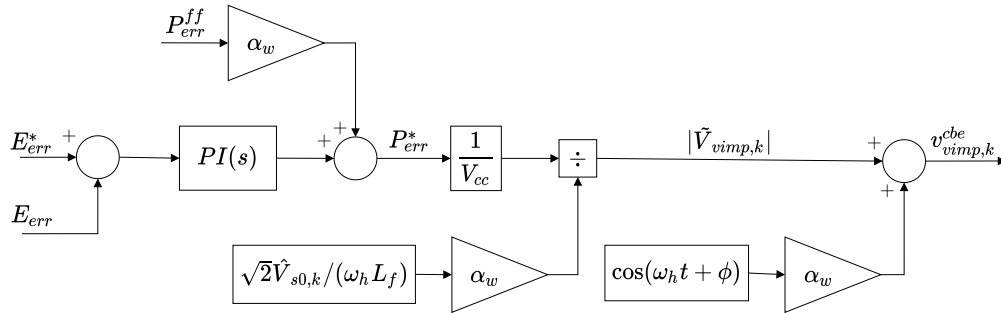 P_{err}^{ff}
α_w
E_{err}^*
+
PI(s)
+
+
P_{err}^*
1/V_{cc}
÷
|Ṽ_{vimp,k}|
+
+
v_{vimp,k}^{cbe}
E_{err}
√2V̂_{s0,k}/(ω_h L_f)
α_w
cos(ω_h t + ϕ)
α_w